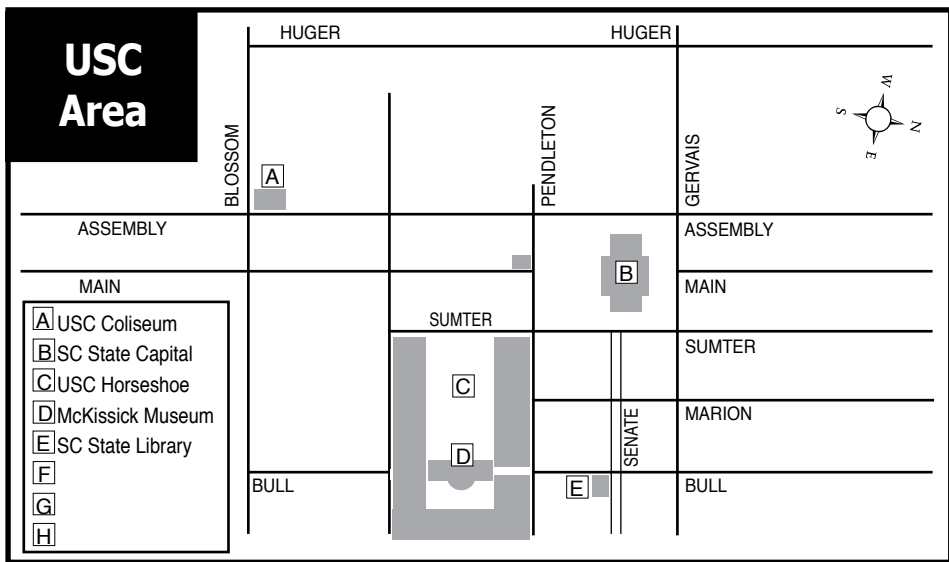 USC
Area
HUGER
HUGER
BLOSSOM
PENDLETON
GERVAIS
W
S
N
E
A
ASSEMBLY
ASSEMBLY
B
MAIN
MAIN
SUMTER
SUMTER
C
MARION
SENATE
D
BULL
E
BULL
A USC Coliseum
B SC State Capital
C USC Horseshoe
D McKissick Museum
E SC State Library
F
G
H